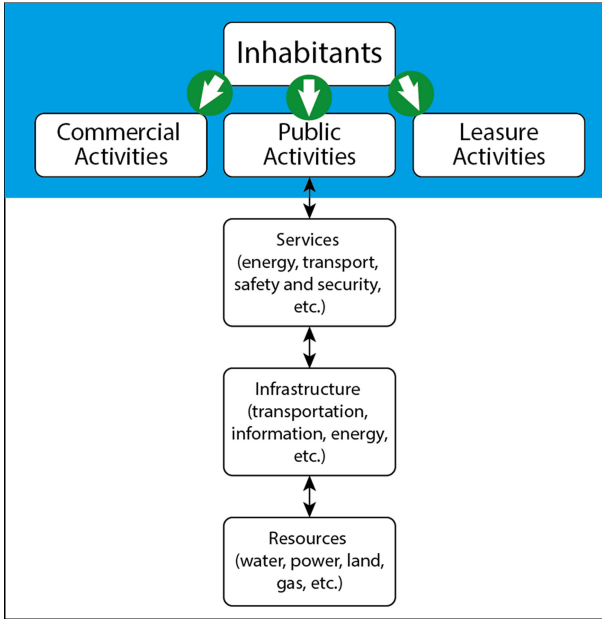 Inhabitants
Commercial
Activities
Public
Activities
Leasure
Activities
Services
(energy, transport,
safety and security,
etc.)
Infrastructure
(transportation,
information, energy,
etc.)
Resources
(water, power, land,
gas, etc.)